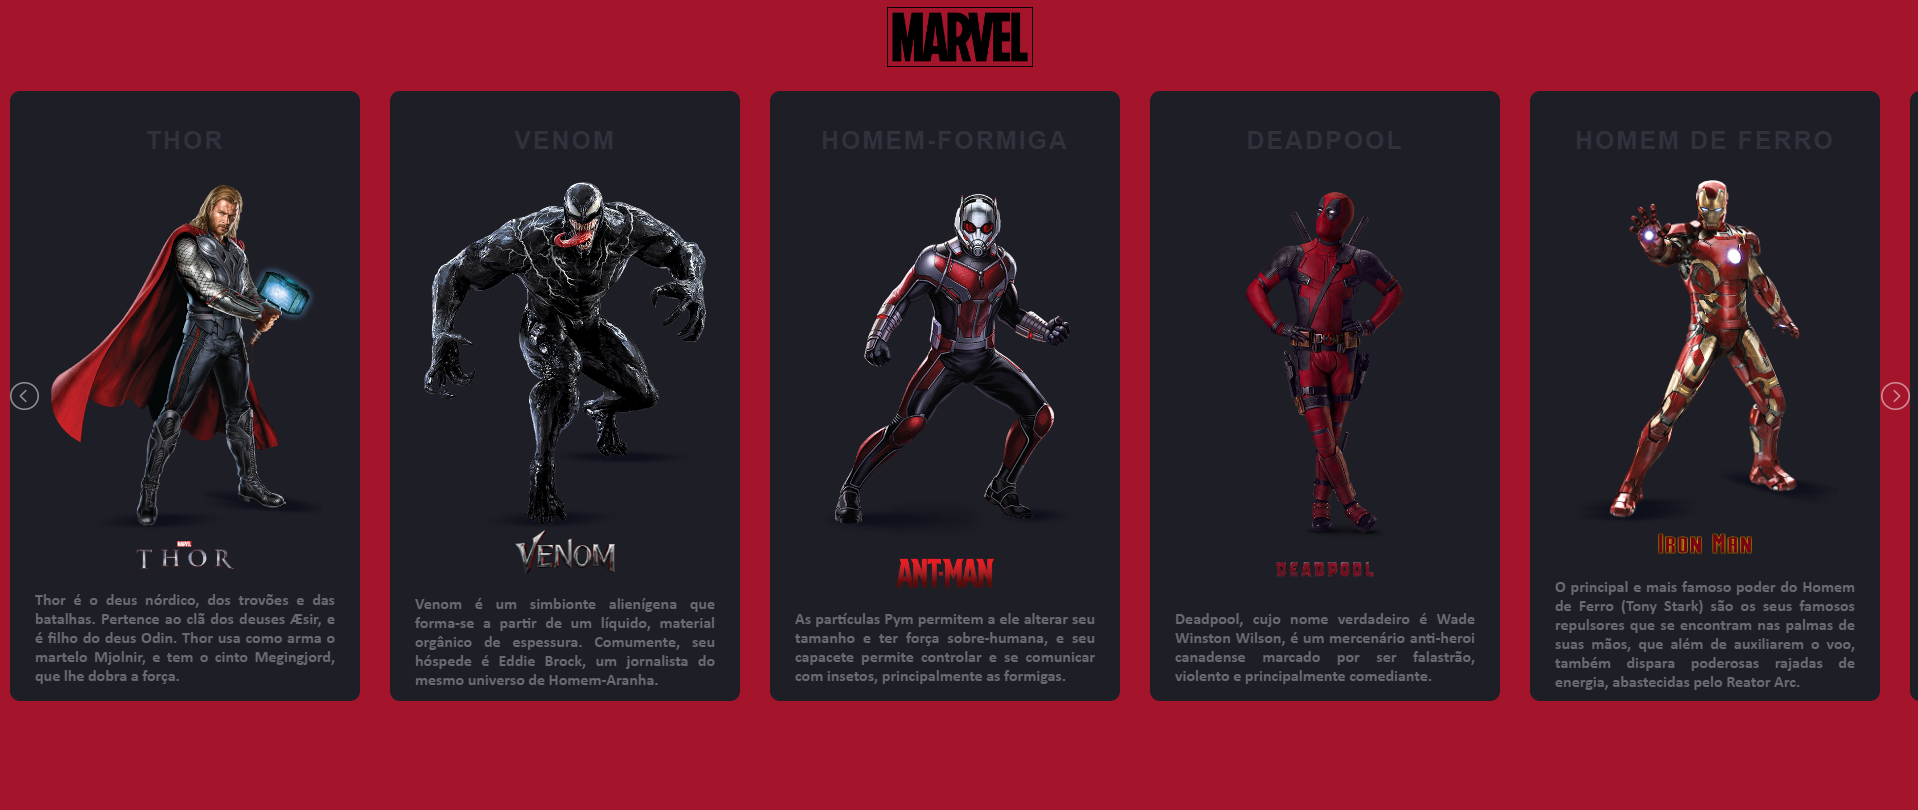 MARVEL
THOR
MARVEL
THOR
Thor é o deus nórdico, dos trovões e das
batalhas. Pertence ao clã dos deuses Æsir, e
é filho do deus Odin. Thor usa como arma o
martelo Mjolnir, e tem o cinto Megingjord,
que lhe dobra a força.
VENOM
VENOM
Venom é um simbionte alienígena que
forma-se a partir de um líquido, material
orgânico de espessura. Comumente, seu
hóspede é Eddie Brock, um jornalista do
mesmo universo de Homem-Aranha.
HOMEM-FORMIGA
ANT-MAN
As partículas Pym permitem a ele alterar seu
tamanho e ter força sobre-humana, e seu
capacete permite controlar e se comunicar
com insetos, principalmente as formigas.
DEADPOOL
DEADPOOL
Deadpool, cujo nome verdadeiro é Wade
Winston Wilson, é um mercenário anti-heroi
canadense marcado por ser falastrão,
violento e principalmente comediante.
HOMEM DE FERRO
IRON MAN
O principal e mais famoso poder do Homem
de Ferro (Tony Stark) são os seus famosos
repulsores que se encontram nas palmas de
suas mãos, que além de auxiliarem o voo,
também dispara poderosas rajadas de
energia, abastecidas pelo Reator Arc.